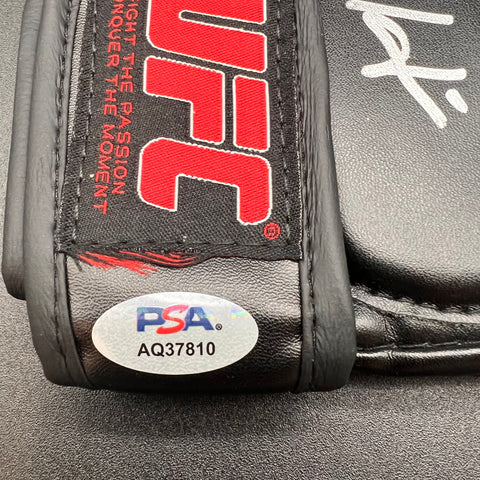 UFC®
FIGHT THE PASSION
CONQUER THE MOMENT
PSA®
AQ37810